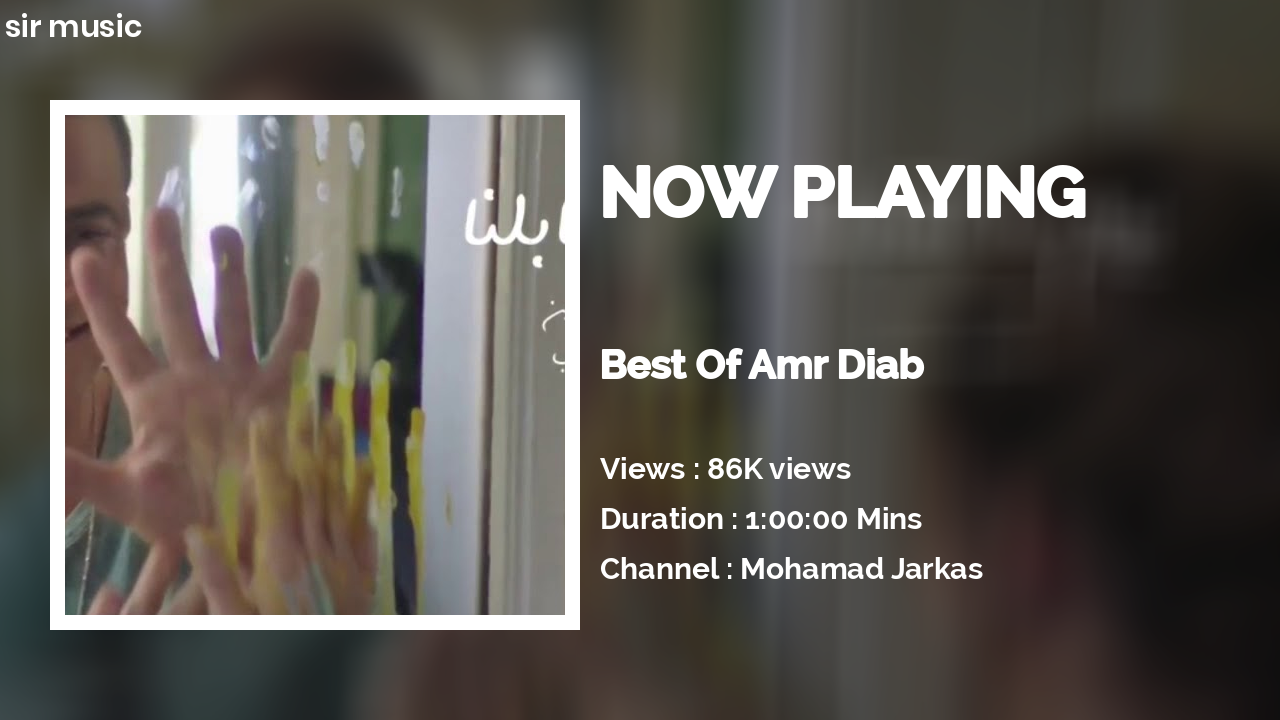 sir music
NOW PLAYING
Best Of Amr Diab
Views : 86K views
Duration : 1:00:00 Mins
Channel : Mohamad Jarkas